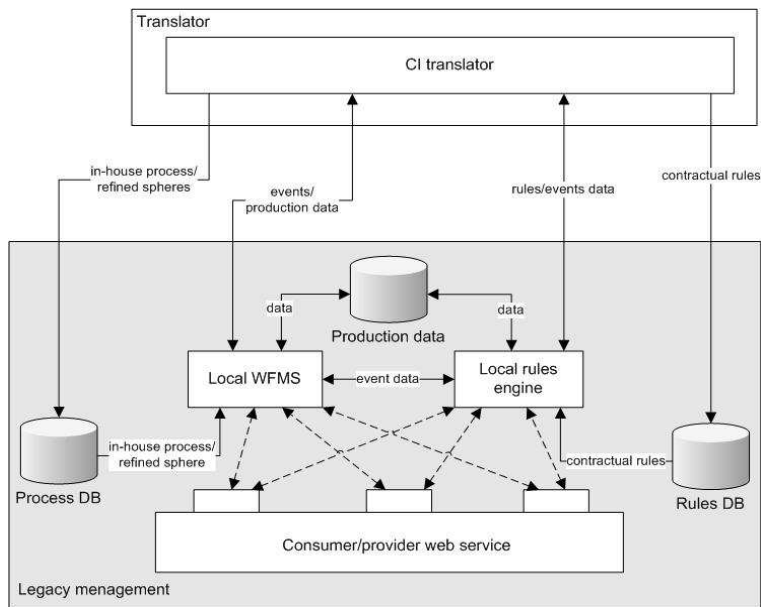 Translator
CI translator
in-house process/
refined spheres
events/
production data
rules/events data
contractual rules
data
data
Production data
Local WFMS
event data
Local rules
engine
in-house process/
refined sphere
contractual rules
Process DB
Rules DB
Consumer/provider web service
Legacy menagement